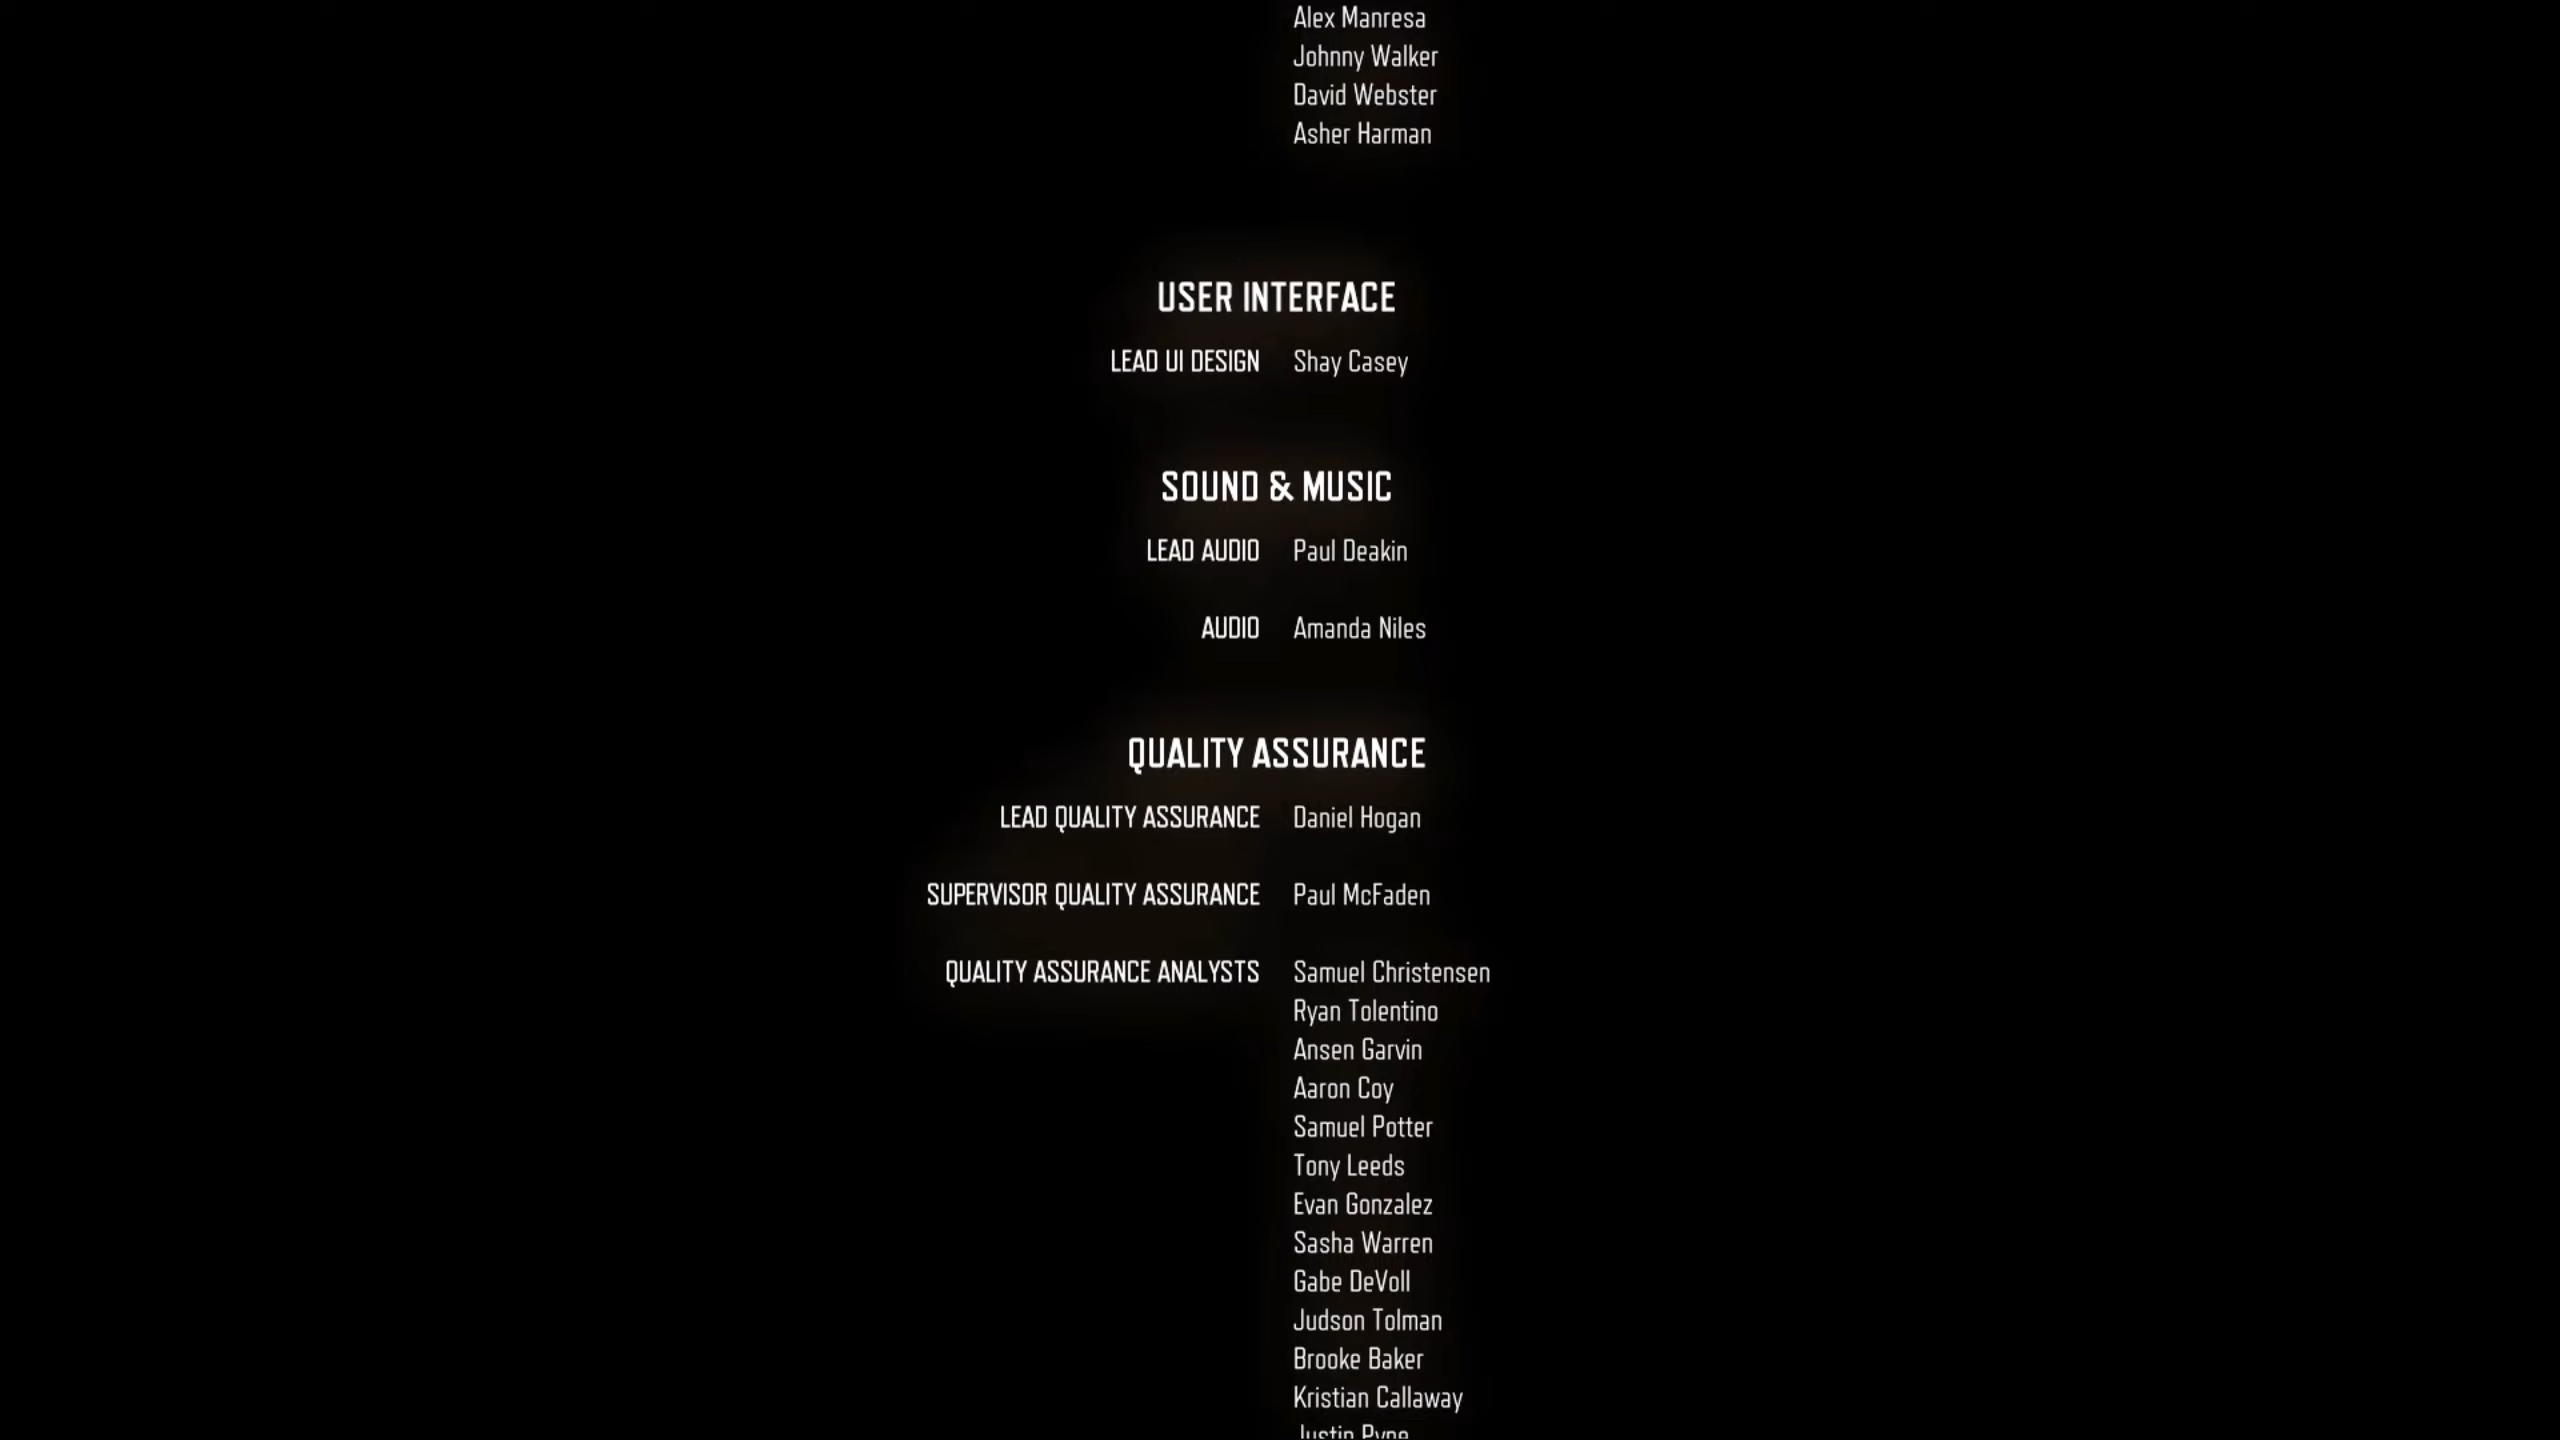 Alex Manresa
Johnny Walker
David Webster
Asher Harman
USER INTERFACE
LEAD UI DESIGN Shay Casey
SOUND & MUSIC
LEAD AUDIO Paul Deakin
AUDIO Amanda Niles
QUALITY ASSURANCE
LEAD QUALITY ASSURANCE Daniel Hogan
SUPERVISOR QUALITY ASSURANCE Paul McFaden
QUALITY ASSURANCE ANALYSTS Samuel Christensen
Ryan Tolentino
Ansen Garvin
Aaron Coy
Samuel Potter
Tony Leeds
Evan Gonzalez
Sasha Warren
Gabe DeVoll
Judson Tolman
Brooke Baker
Kristian Callaway
Justin